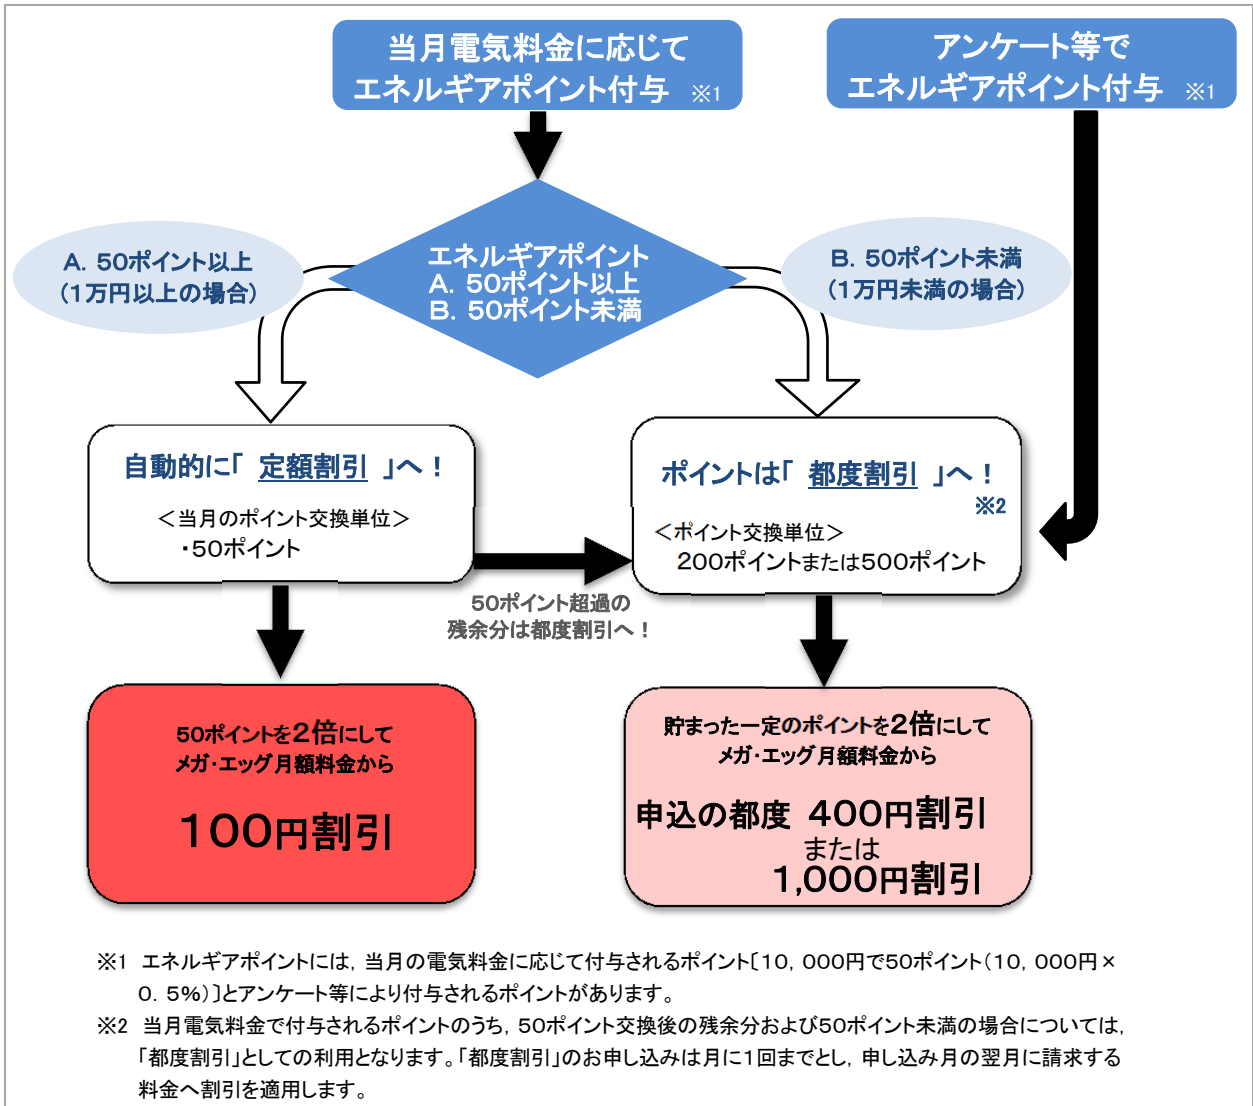 当月電気料金に応じて
エネルギアポイント付与 ※1
アンケート等で
エネルギアポイント付与 ※1
エネルギアポイント
A. 50ポイント以上
B. 50ポイント未満
A. 50ポイント以上
(1万円以上の場合)
B. 50ポイント未満
(1万円未満の場合)
自動的に「 定額割引 」へ!
<当月のポイント交換単位>
・50ポイント
ポイントは「 都度割引 」へ!
※2
<ポイント交換単位>
200ポイントまたは500ポイント
50ポイント超過の
残余分は都度割引へ!
50ポイントを2倍にして
メガ・エッグ月額料金から
100円割引
貯まった一定のポイントを2倍にして
メガ・エッグ月額料金から
申込の都度 400円割引
または
1,000円割引
※1 エネルギアポイントには,当月の電気料金に応じて付与されるポイント〔10,000円で50ポイント(10,000円×
0.5%)〕とアンケート等により付与されるポイントがあります。
※2 当月電気料金で付与されるポイントのうち,50ポイント交換後の残余分および50ポイント未満の場合については,
「都度割引」としての利用となります。「都度割引」のお申し込みは月に1回までとし,申し込み月の翌月に請求する
料金へ割引を適用します。